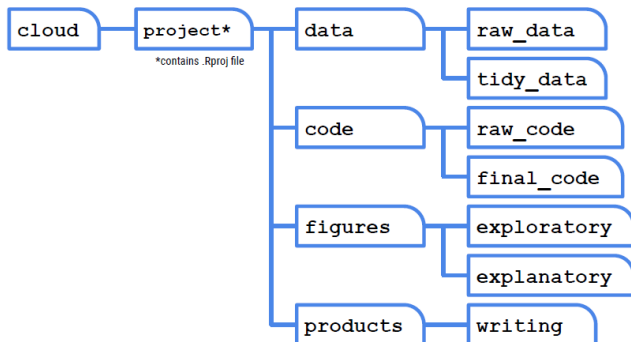 cloud
project*
*contains .Rproj file
data
raw_data
tidy_data
code
raw_code
final_code
figures
exploratory
explanatory
products
writing